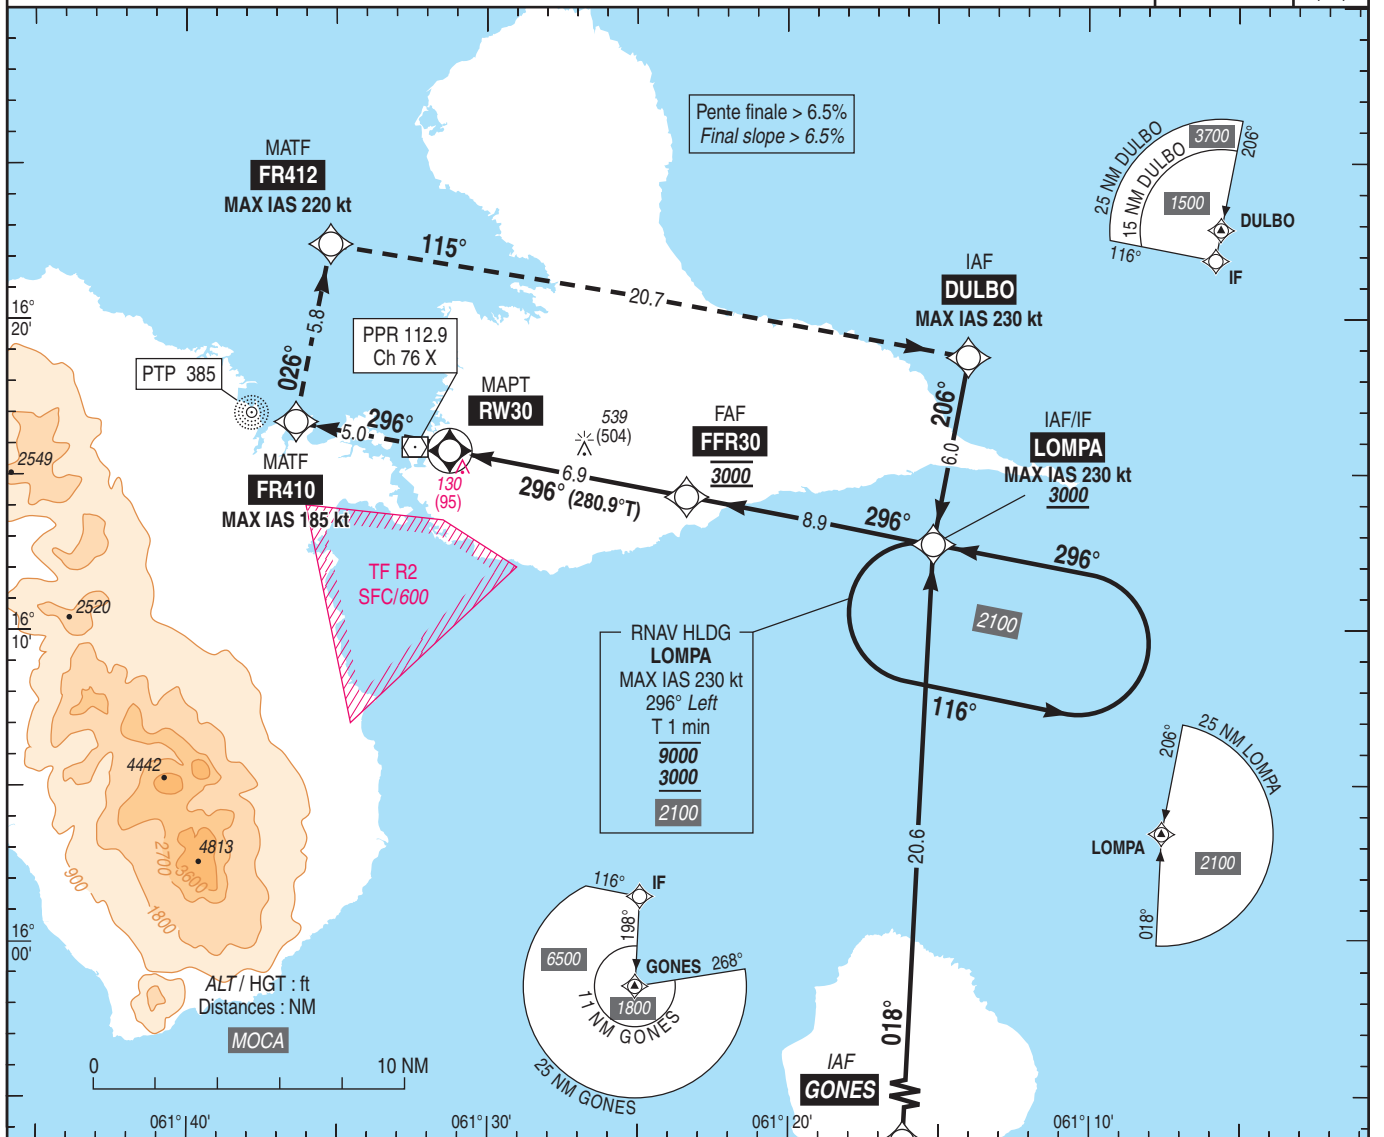 Pente finale > 6.5%
Final slope > 6.5%
MATF
FR412
MAX IAS 220 kt
115°
20.7
5.8
026°
PPR 112.9
Ch 76 X
PTP 385
296°
5.0
MATF
FR410
MAX IAS 185 kt
MAPT
RW30
130
(95)
539
(504)
6.9
296° (280.9°T)
FAF
FFR30
3000
8.9
296°
IAF
DULBO
MAX IAS 230 kt
206°
6.0
IAF/IF
LOMPA
MAX IAS 230 kt
3000
296°
2100
116°
25 NM DULBO
15 NM DULBO
3700
1500
206°
116°
DULBO
IF
16°
20'
2549
TF R2
SFC/600
16°
10'
2520
RNAV HLDG
LOMPA
MAX IAS 230 kt
296° Left
T 1 min
9000
3000
2100
4442
4813
2700
3600
900
1800
20.6
206°
25 NM LOMPA
LOMPA
2100
018°
116°
IF
198°
6500
GONES
268°
1800
11 NM GONES
25 NM GONES
16°
00'
ALT / HGT : ft
Distances : NM
MOCA
0
10 NM
018°
IAF
GONES
061° 40'
061° 30'
061° 20'
061° 10'